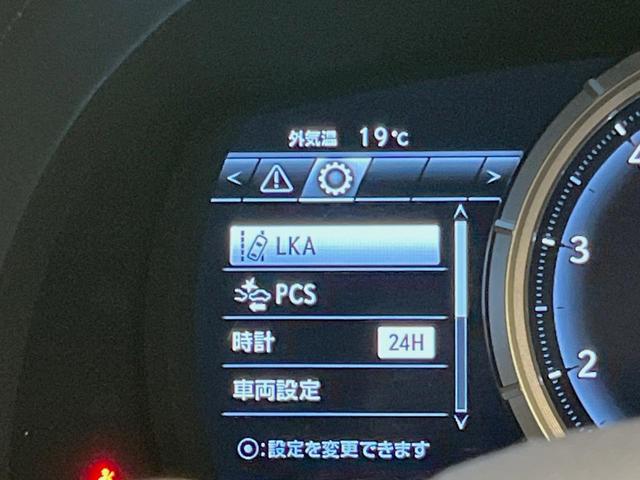 外気温 19℃
< >
LKA
PCS
時計 24H
車両設定
⦿:設定を変更できます
3
2